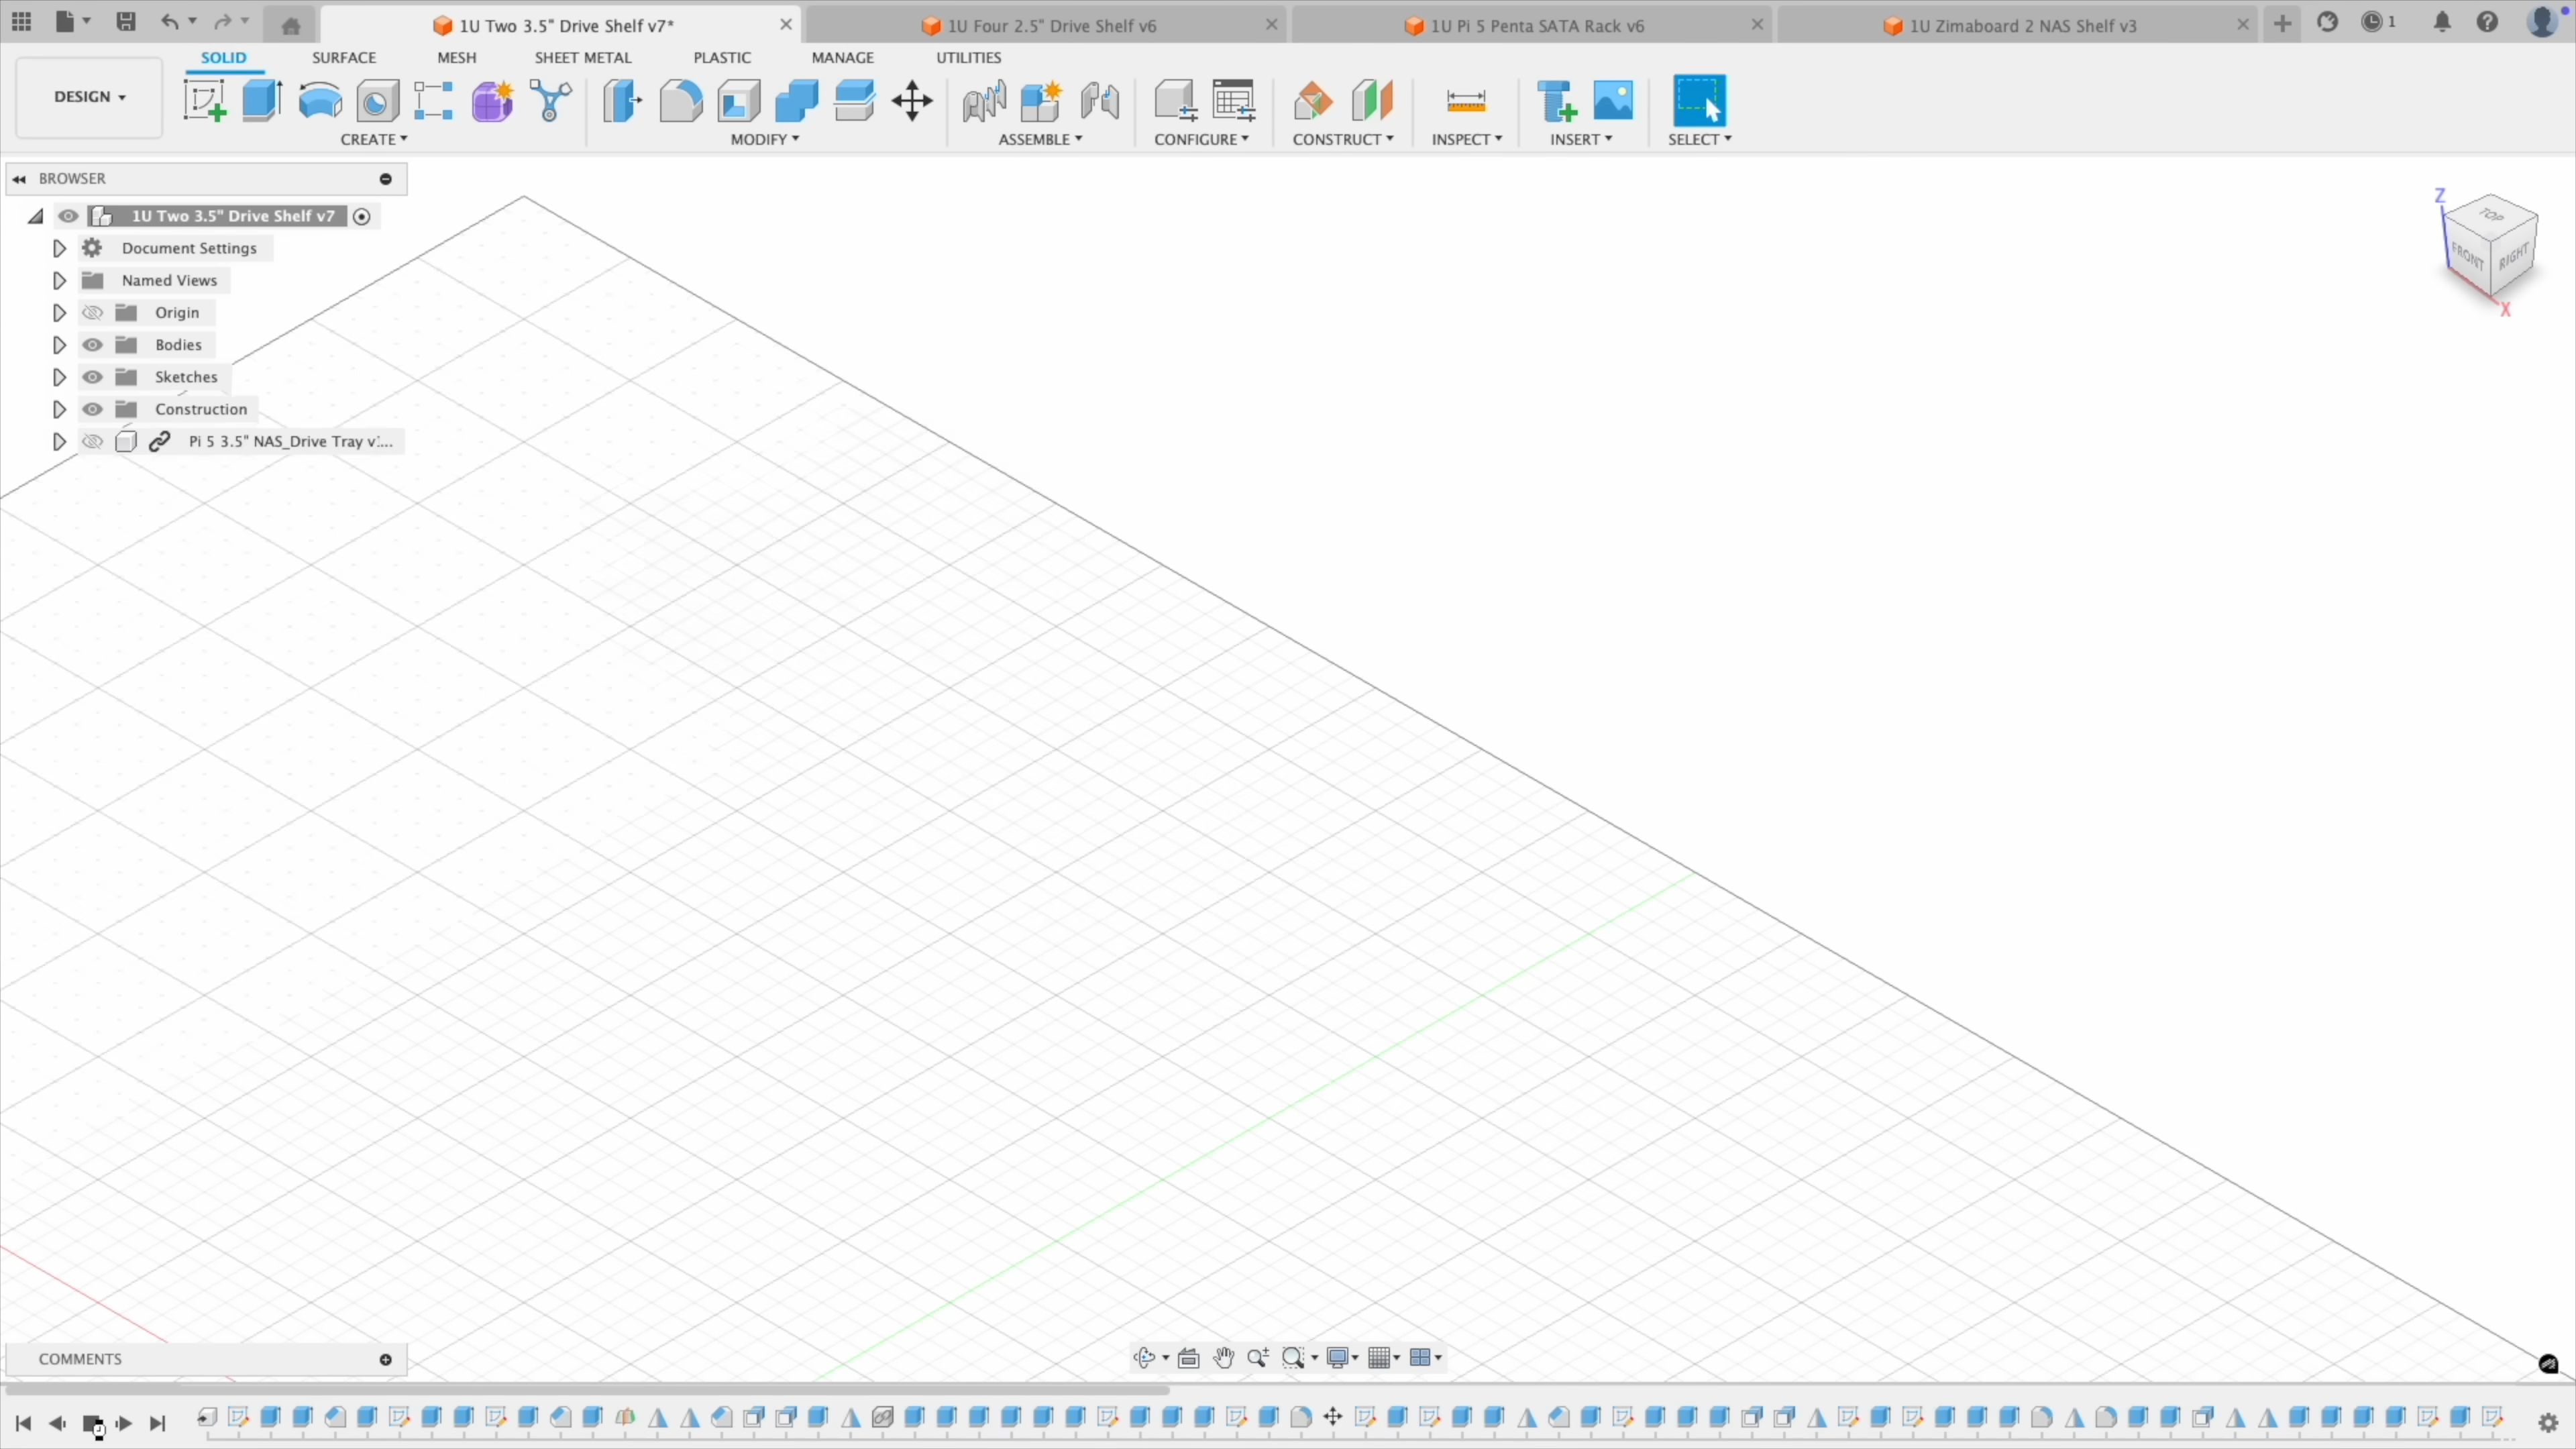 1U Two 3.5" Drive Shelf v7*
1U Four 2.5" Drive Shelf v6
1U Pi 5 Penta SATA Rack v6
1U Zimaboard 2 NAS Shelf v3
1
SOLID
SURFACE
MESH
SHEET METAL
PLASTIC
MANAGE
UTILITIES
DESIGN
CREATE
MODIFY
ASSEMBLE
CONFIGURE
CONSTRUCT
INSPECT
INSERT
SELECT
BROWSER
1U Two 3.5" Drive Shelf v7
Document Settings
Named Views
Origin
Bodies
Sketches
Construction
Pi 5 3.5" NAS_Drive Tray v:...
Z
TOP
FRONT
RIGHT
X
COMMENTS